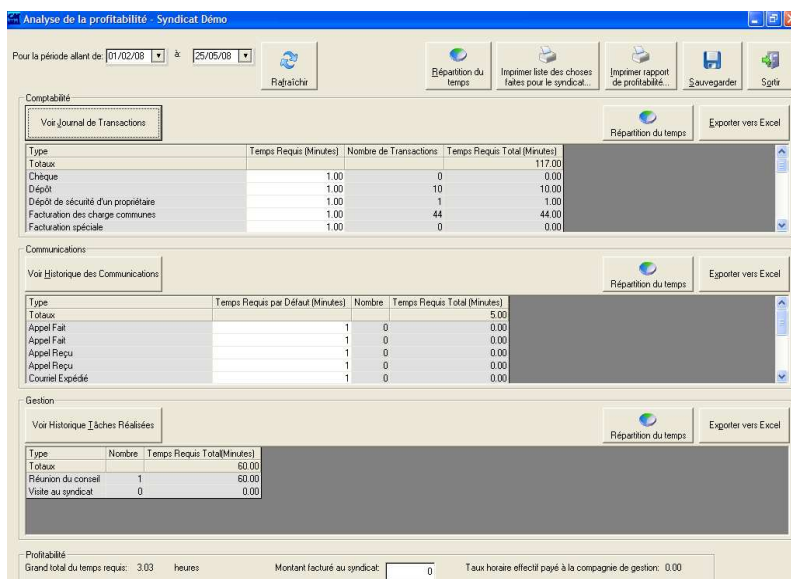 Analyse de la profitabilité - Syndicat Démo
Pour la période allant de: 01/02/08 à: 25/05/08
Rafraîchir
Répartition du temps
Imprimer liste des choses faites pour le syndicat...
Imprimer rapport de profitabilité...
Sauvegarder
Sortir
Comptabilité
Voir Journal de Transactions
Répartition du temps
Exporter vers Excel
Type Temps Requis (Minutes) Nombre de Transactions Temps Requis Total (Minutes)
Totaux 117.00
Chèque 1.00 0 0.00
Dépôt 1.00 10 10.00
Dépôt de sécurité d'un propriétaire 1.00 1 1.00
Facturation des charge communes 1.00 44 44.00
Facturation spéciale 1.00 0 0.00
Communications
Voir Historique des Communications
Répartition du temps
Exporter vers Excel
Type Temps Requis par Défaut (Minutes) Nombre Temps Requis Total (Minutes)
Totaux 5.00
Appel Fait 1 0 0.00
Appel Fait 1 0 0.00
Appel Reçu 1 0 0.00
Appel Reçu 1 0 0.00
Courriel Expédié 1 0 0.00
Gestion
Voir Historique Tâches Réalisées
Répartition du temps
Exporter vers Excel
Type Nombre Temps Requis Total(Minutes)
Totaux 60.00
Réunion du conseil 1 60.00
Visite au syndicat 0 0.00
Profitabilité
Grand total du temps requis: 3.03 heures Montant facturé au syndicat: 0 Taux horaire effectif payé à la compagnie de gestion: 0.00